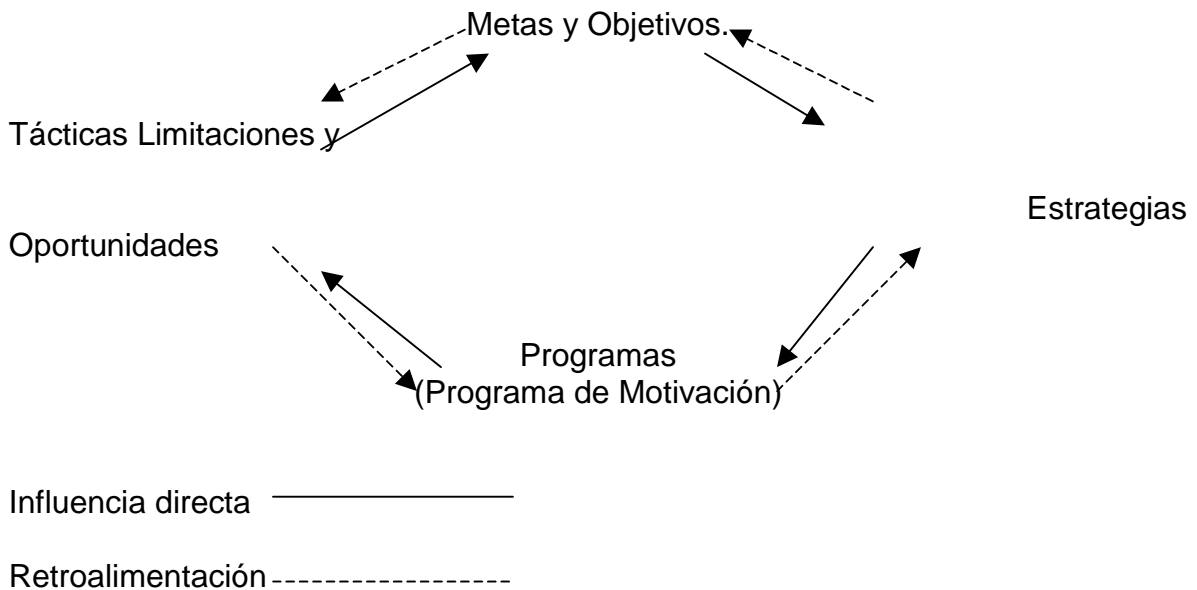 Metas y Objetivos.
Tácticas Limitaciones y
Estrategias
Oportunidades
Programas
(Programa de Motivación)
Influencia directa
Retroalimentación